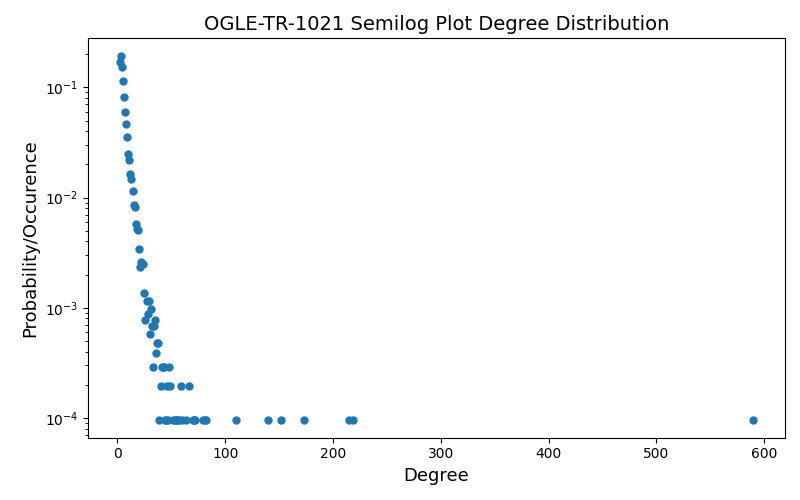 OGLE-TR-1021 Semilog Plot Degree Distribution
Probability/Occurence
10⁻¹
10⁻²
10⁻³
10⁻⁴
0 100 200 300 400 500 600
Degree